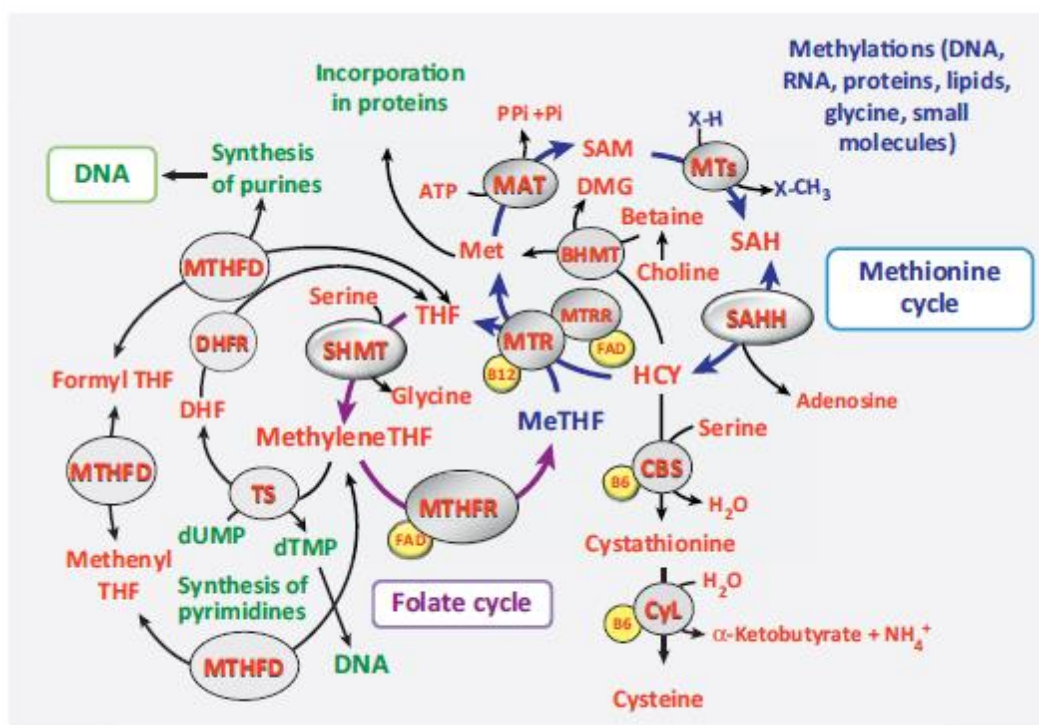 Incorporation
in proteins
Methylations (DNA,
RNA, proteins, lipids,
glycine, small
molecules)
PPi +Pi
X-H
SAM
MTs
X-CH3
DNA
Synthesis
of purines
ATP
MAT
DMG
Betaine
SAH
Met
BHMT
Choline
Methionine
cycle
MTHFD
Serine
THF
MTRR
SAHH
DHFR
SHMT
MTR
FAD
B12
HCY
Formyl THF
Glycine
Adenosine
DHF
MeTHF
MethyleneTHF
Serine
MTHFD
TS
MTHFR
B6
CBS
H2O
dUMP
dTMP
FAD
Cystathionine
Methenyl
THF
Synthesis of
pyrimidines
Folate cycle
H2O
B6
CyL
α-Ketobutyrate + NH4+
MTHFD
DNA
Cysteine